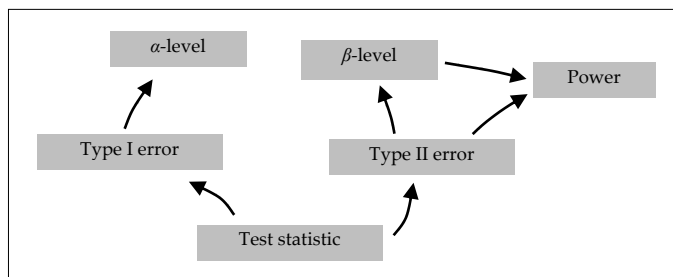 α-level
β-level
Power
Type I error
Type II error
Test statistic